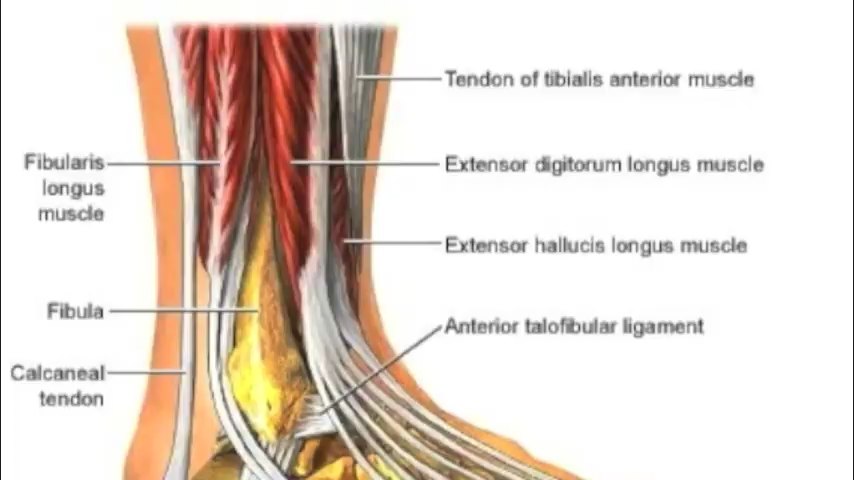 Tendon of tibialis anterior muscle
Fibularis
longus
muscle
Extensor digitorum longus muscle
Extensor hallucis longus muscle
Fibula
Anterior talofibular ligament
Calcaneal
tendon